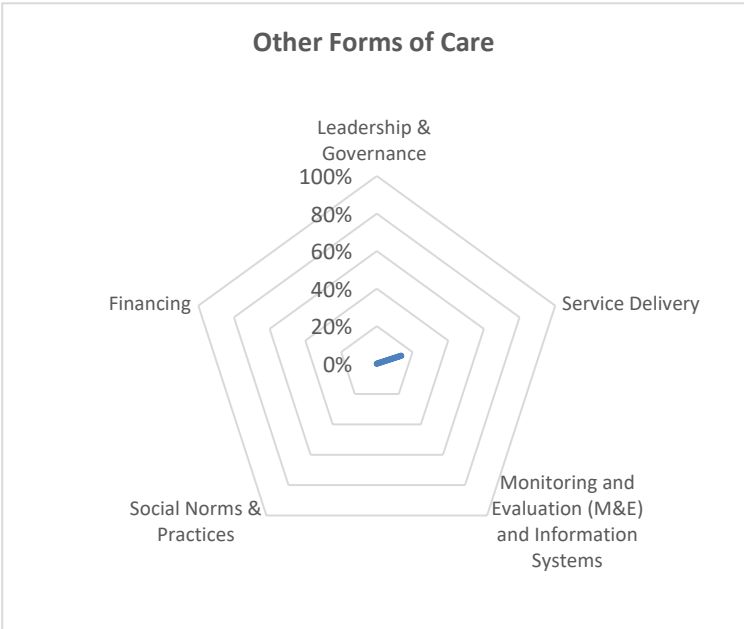 Other Forms of Care
Leadership &
Governance
100%
80%
60%
40%
20%
0%
Financing
Service Delivery
Social Norms &
Practices
Monitoring and
Evaluation (M&E)
and Information
Systems